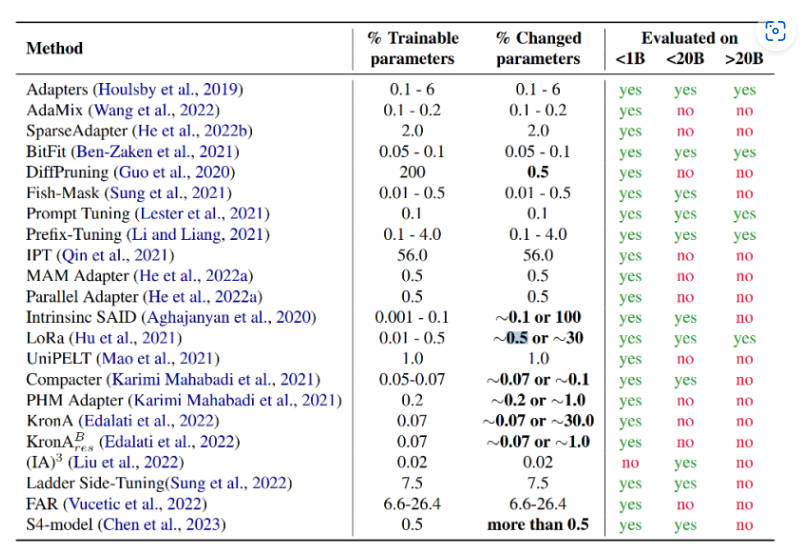 Method % Trainable parameters % Changed parameters Evaluated on <1B <20B >20B
Adapters (Houlsby et al., 2019) 0.1 - 6 0.1 - 6 yes yes yes
AdaMix (Wang et al., 2022) 0.1 - 0.2 0.1 - 0.2 yes no no
SparseAdapter (He et al., 2022b) 2.0 2.0 yes no no
BitFit (Ben-Zaken et al., 2021) 0.05 - 0.1 0.05 - 0.1 yes yes yes
DiffPruning (Guo et al., 2020) 200 0.5 yes no no
Fish-Mask (Sung et al., 2021) 0.01 - 0.5 0.01 - 0.5 yes yes no
Prompt Tuning (Lester et al., 2021) 0.1 0.1 yes yes yes
Prefix-Tuning (Li and Liang, 2021) 0.1 - 4.0 0.1 - 4.0 yes yes yes
IPT (Qin et al., 2021) 56.0 56.0 yes no no
MAM Adapter (He et al., 2022a) 0.5 0.5 yes no no
Parallel Adapter (He et al., 2022a) 0.5 0.5 yes no no
Intrinsinc SAID (Aghajanyan et al., 2020) 0.001 - 0.1 ~0.1 or 100 yes yes no
LoRa (Hu et al., 2021) 0.01 - 0.5 ~0.5 or ~30 yes yes yes
UniPELT (Mao et al., 2021) 1.0 1.0 yes no no
Compacter (Karimi Mahabadi et al., 2021) 0.05-0.07 ~0.07 or ~0.1 yes yes no
PHM Adapter (Karimi Mahabadi et al., 2021) 0.2 ~0.2 or ~1.0 yes no no
KronA (Edalati et al., 2022) 0.07 ~0.07 or ~30.0 yes no no
KronA^B_res (Edalati et al., 2022) 0.07 ~0.07 or ~1.0 yes no no
(IA)³ (Liu et al., 2022) 0.02 0.02 no yes no
Ladder Side-Tuning(Sung et al., 2022) 7.5 7.5 yes yes no
FAR (Vucetic et al., 2022) 6.6-26.4 6.6-26.4 yes no no
S4-model (Chen et al., 2023) 0.5 more than 0.5 yes yes no